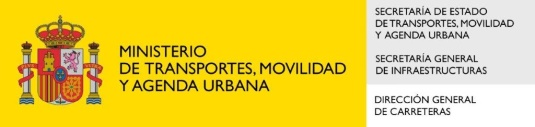 MINISTERIO
DE TRANSPORTES, MOVILIDAD
Y AGENDA URBANA
SECRETARÍA DE ESTADO
DE TRANSPORTES, MOVILIDAD
Y AGENDA URBANA
SECRETARÍA GENERAL
DE INFRAESTRUCTURAS
DIRECCIÓN GENERAL
DE CARRETERAS